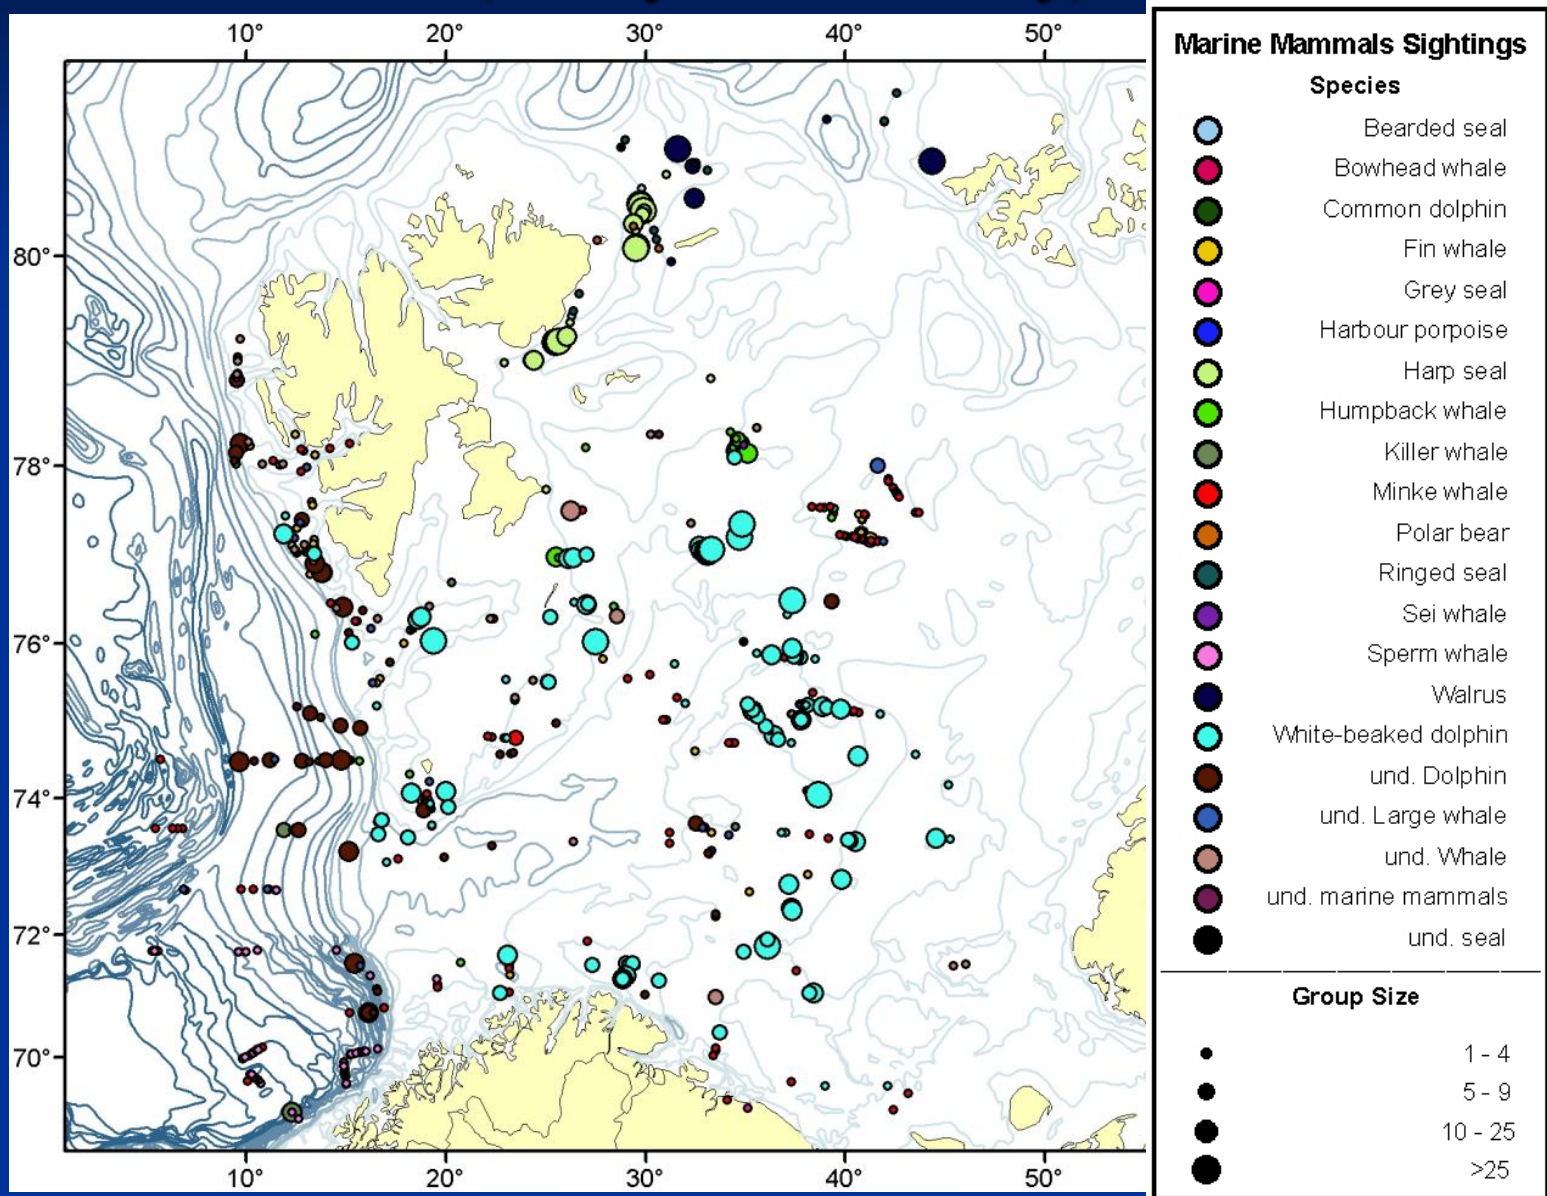 10° 20° 30° 40° 50°
80°
78°
76°
74°
72°
70°
10° 20° 30° 40° 50°
Marine Mammals Sightings
Species
Bearded seal
Bowhead whale
Common dolphin
Fin whale
Grey seal
Harbour porpoise
Harp seal
Humpback whale
Killer whale
Minke whale
Polar bear
Ringed seal
Sei whale
Sperm whale
Walrus
White-beaked dolphin
und. Dolphin
und. Large whale
und. Whale
und. marine mammals
und. seal
Group Size
1 - 4
5 - 9
10 - 25
>25